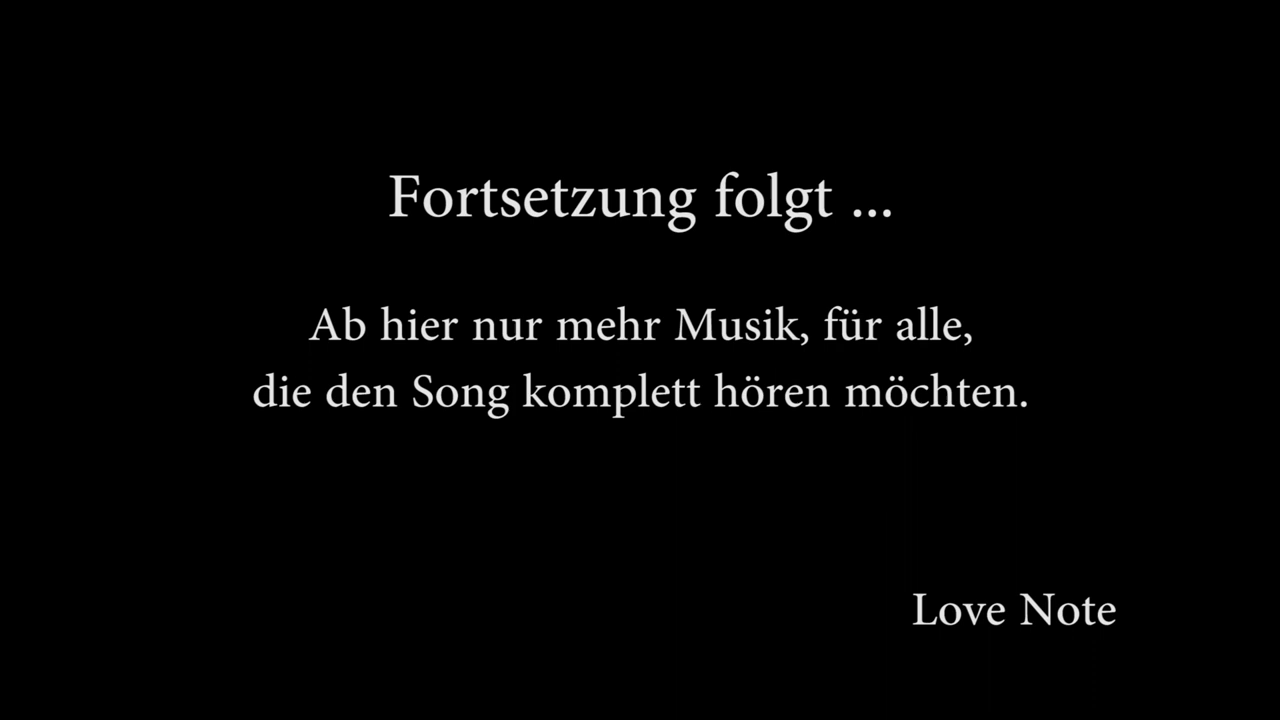 Fortsetzung folgt ...
Ab hier nur mehr Musik, für alle,
die den Song komplett hören möchten.
Love Note